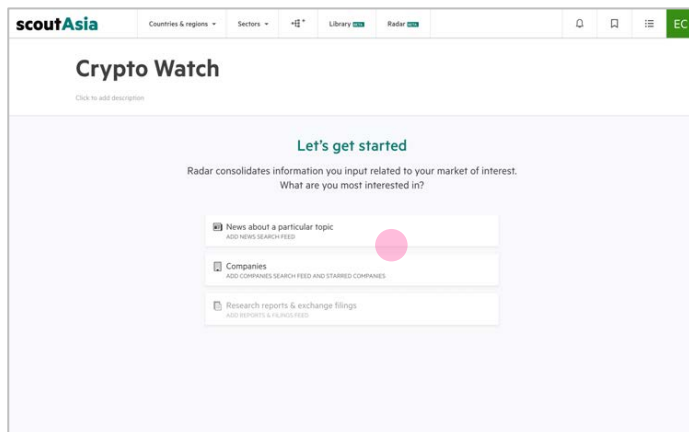 scoutAsia
Countries & regions
Sectors
Library BETA
Radar BETA
EC
Crypto Watch
Click to add description
Let's get started
Radar consolidates information you input related to your market of interest.
What are you most interested in?
News about a particular topic
ADD NEWS SEARCH FEED
Companies
ADD COMPANIES SEARCH FEED AND STARRED COMPANIES
Research reports & exchange filings
ADD REPORTS & FILINGS FEED